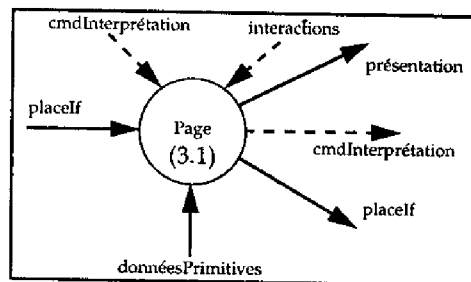 cmdInterprétation
interactions
présentation
placeIf
Page
(3.1)
cmdInterprétation
placeIf
donnéesPrimitives